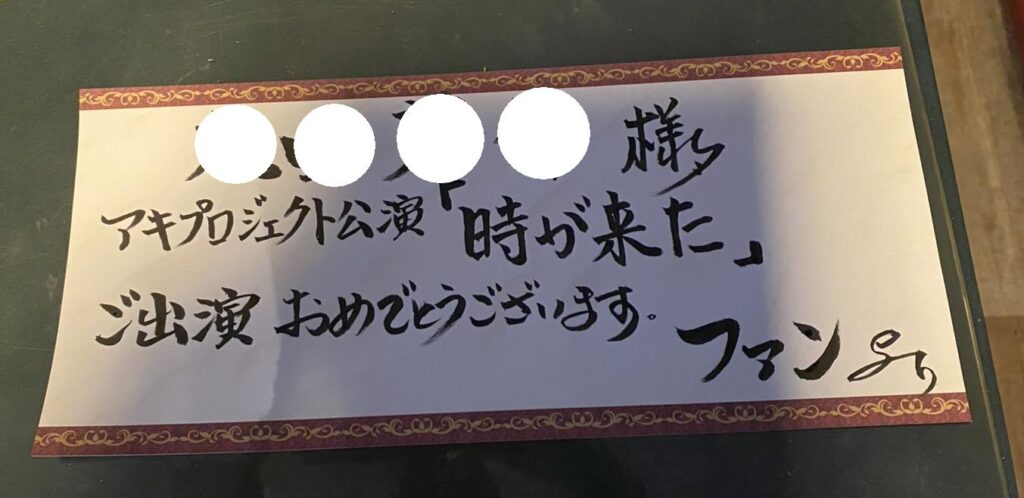 様
アキプロジェクト公演「時が来た」
ご出演 おめでとうございます。
ファンより